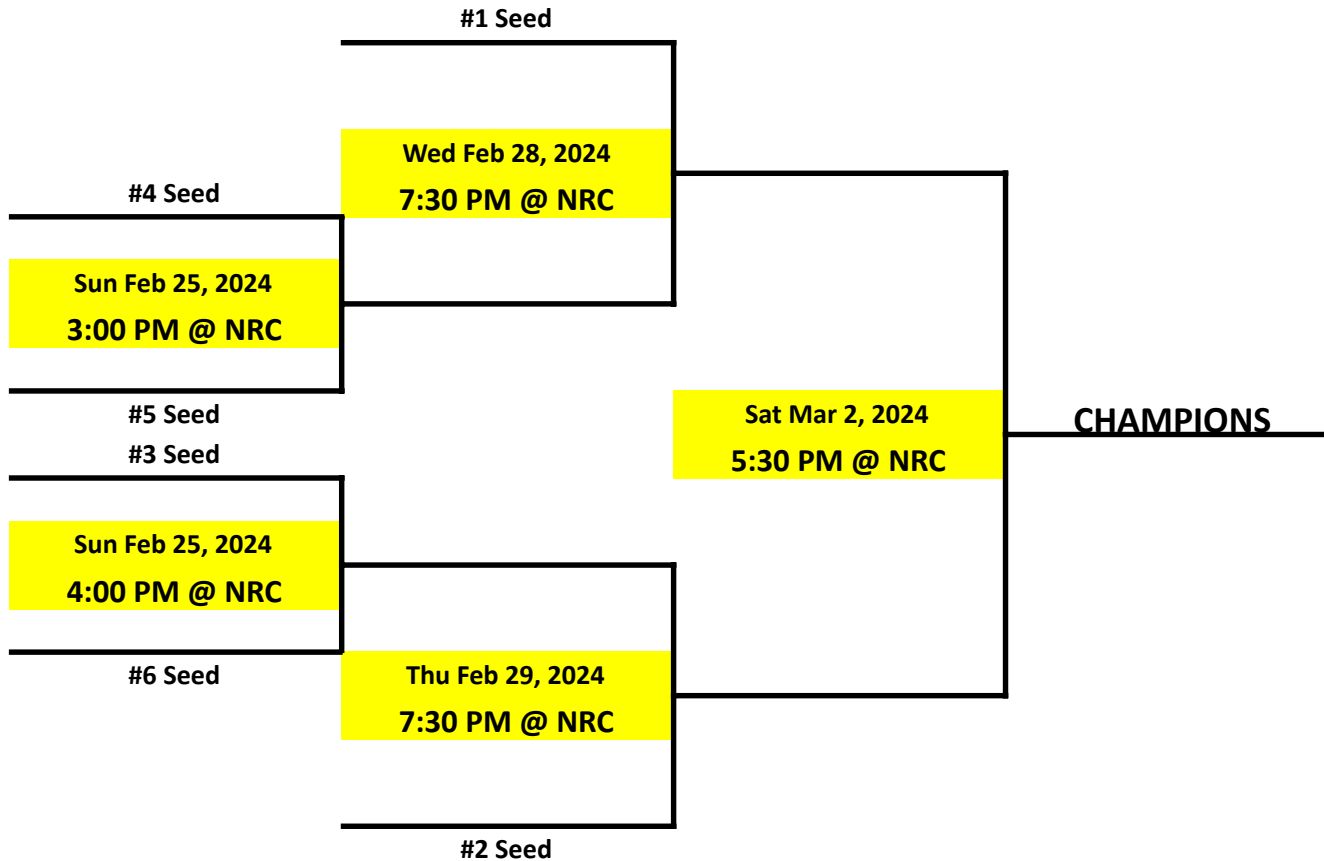 #1 Seed
Wed Feb 28, 2024
7:30 PM @ NRC
#4 Seed
Sun Feb 25, 2024
3:00 PM @ NRC
#5 Seed
Sat Mar 2, 2024
5:30 PM @ NRC
CHAMPIONS
#3 Seed
Sun Feb 25, 2024
4:00 PM @ NRC
#6 Seed
Thu Feb 29, 2024
7:30 PM @ NRC
#2 Seed